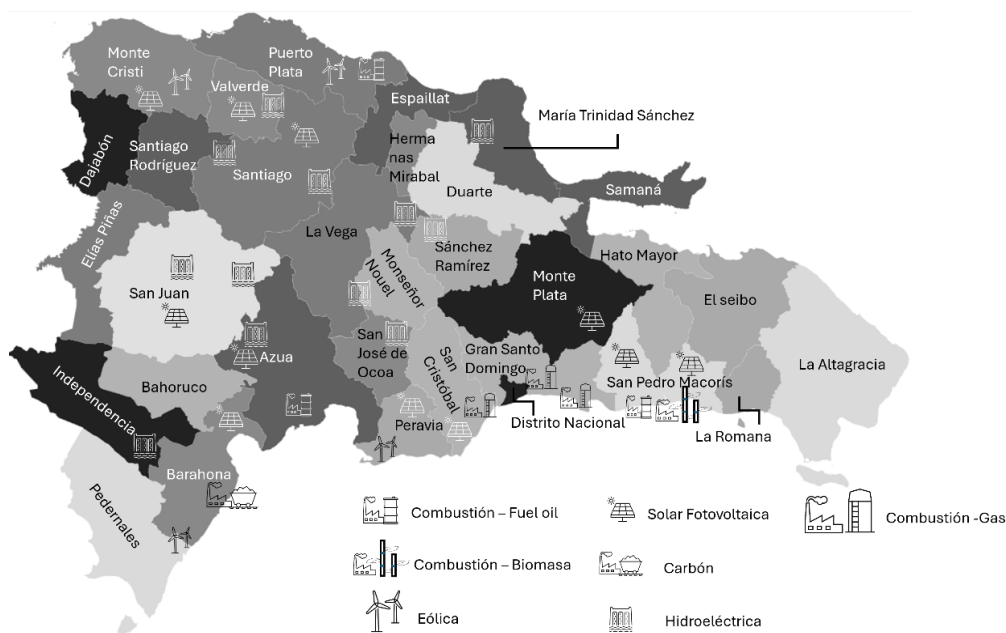 Monte
Cristi
Puerto
Plata
Valverde
Espaillat
María Trinidad Sánchez
Dajabón
Santiago
Rodríguez
Santiago
Herma
nas
Mirabal
Duarte
Samaná
Elías Piñas
La Vega
Sánchez
Ramírez
Hato Mayor
Monseñor
Nouel
San Juan
Monte
Plata
El seibo
Independencia
Bahoruco
Azua
San
José de
Ocoa
San
Cristóbal
Gran Santo
Domingo
San Pedro Macorís
La Altagracia
Peravia
Distrito Nacional
La Romana
Barahona
Pedernales
Combustión – Fuel oil
Solar Fotovoltaica
Combustión -Gas
Combustión – Biomasa
Carbón
Eólica
Hidroeléctrica